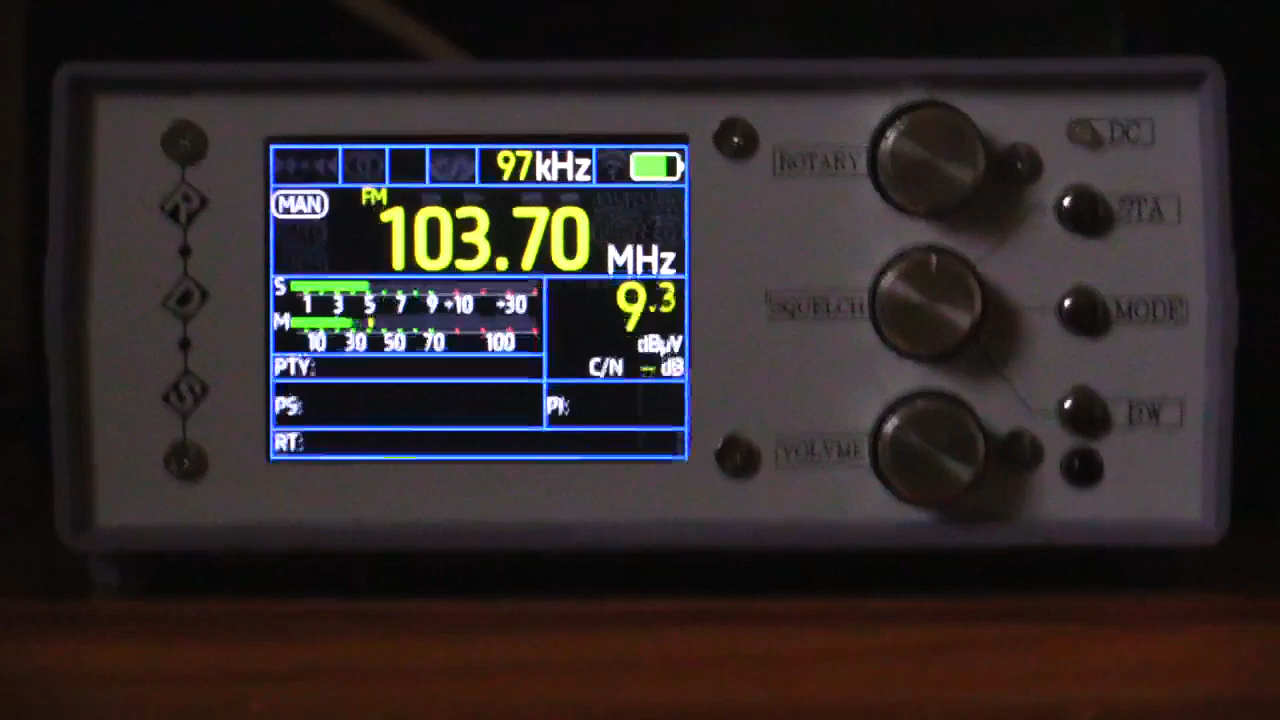 97kHz
MAN
FM
103.70
MHz
S
1 3 5 7 9 +10 +30
M
10 30 50 70 100
9.3
dBµV
C/N -- dB
PTY:
PS:
PI:
RT:
R
D
S
ROTARY
SQUELCH
VOLVME
DC
STA
MODE
BW